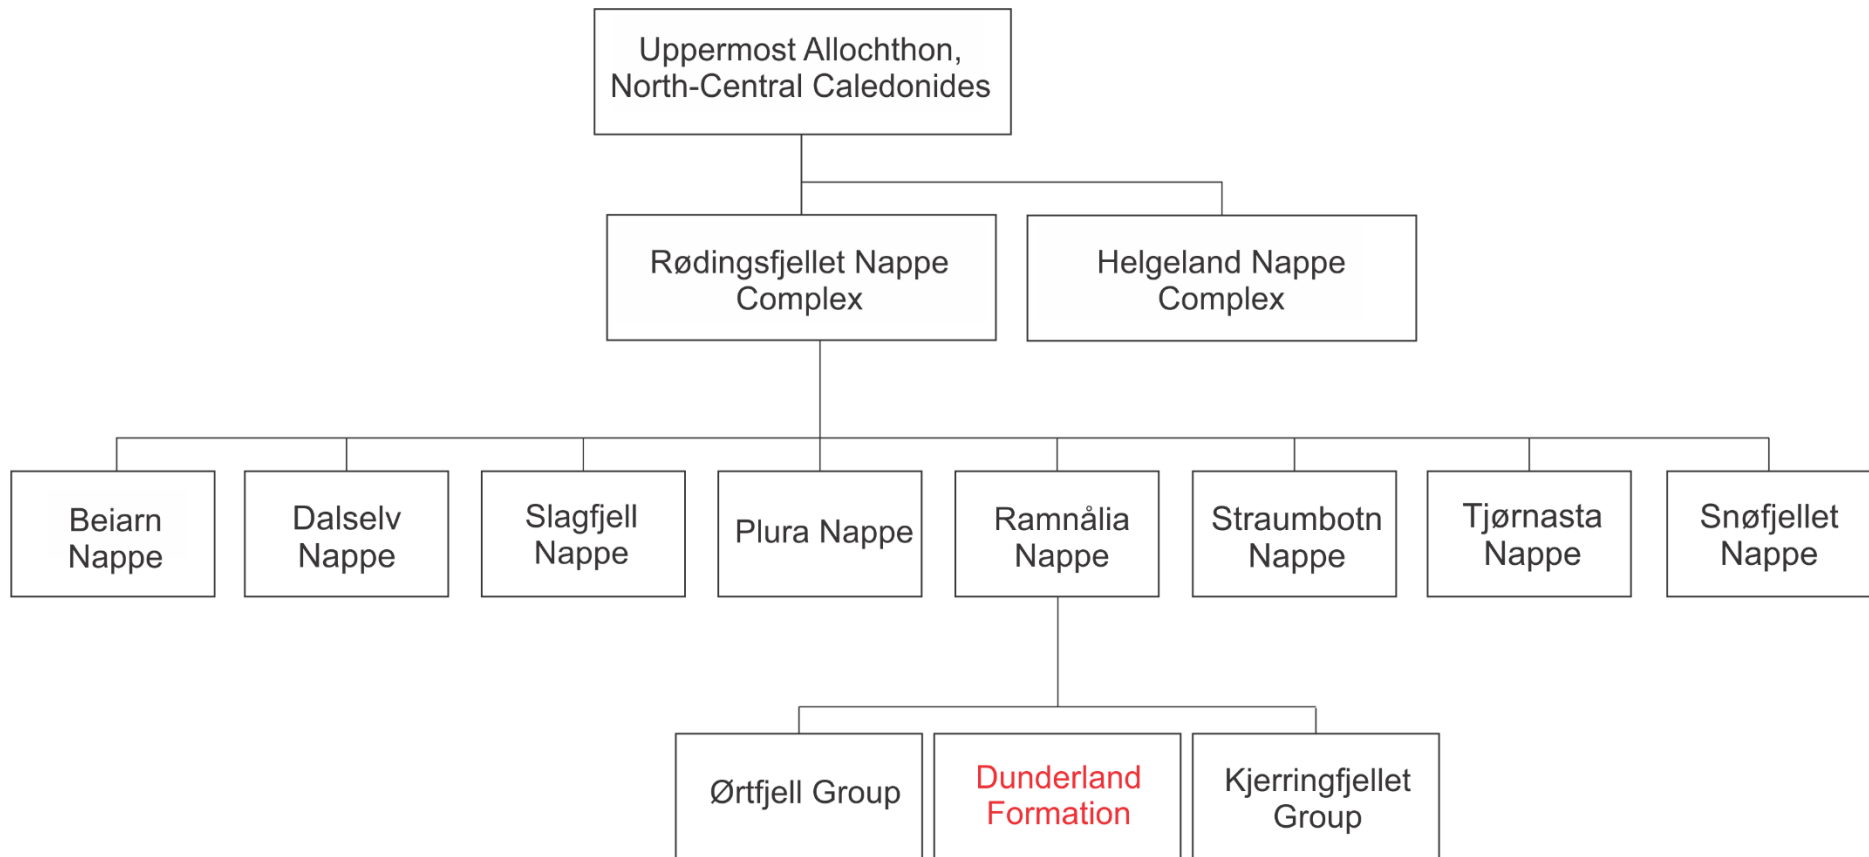 Uppermost Allochthon,
North-Central Caledonides
Rødingsfjellet Nappe
Complex
Helgeland Nappe
Complex
Beiarn
Nappe
Dalselv
Nappe
Slagfjell
Nappe
Plura Nappe
Ramnålia
Nappe
Straumbotn
Nappe
Tjørnasta
Nappe
Snøfjellet
Nappe
Ørtfjell Group
Dunderland
Formation
Kjerringfjellet
Group